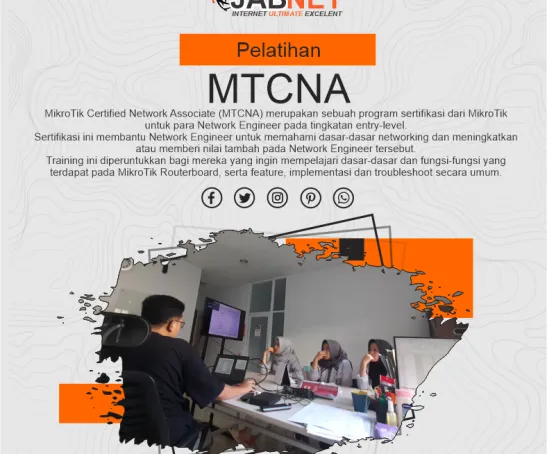 JABNET
INTERNET ULTIMATE EXCELENT
Pelatihan
MTCNA
MikroTik Certified Network Associate (MTCNA) merupakan sebuah program sertifikasi dari MikroTik
untuk para Network Engineer pada tingkatan entry-level.
Sertifikasi ini membantu Network Engineer untuk memahami dasar-dasar networking dan meningkatkan
atau memberi nilai tambah pada Network Engineer tersebut.
Training ini diperuntukkan bagi mereka yang ingin mempelajari dasar-dasar dan fungsi-fungsi yang
terdapat pada MikroTik Routerboard, serta feature, implementasi dan troubleshoot secara umum.